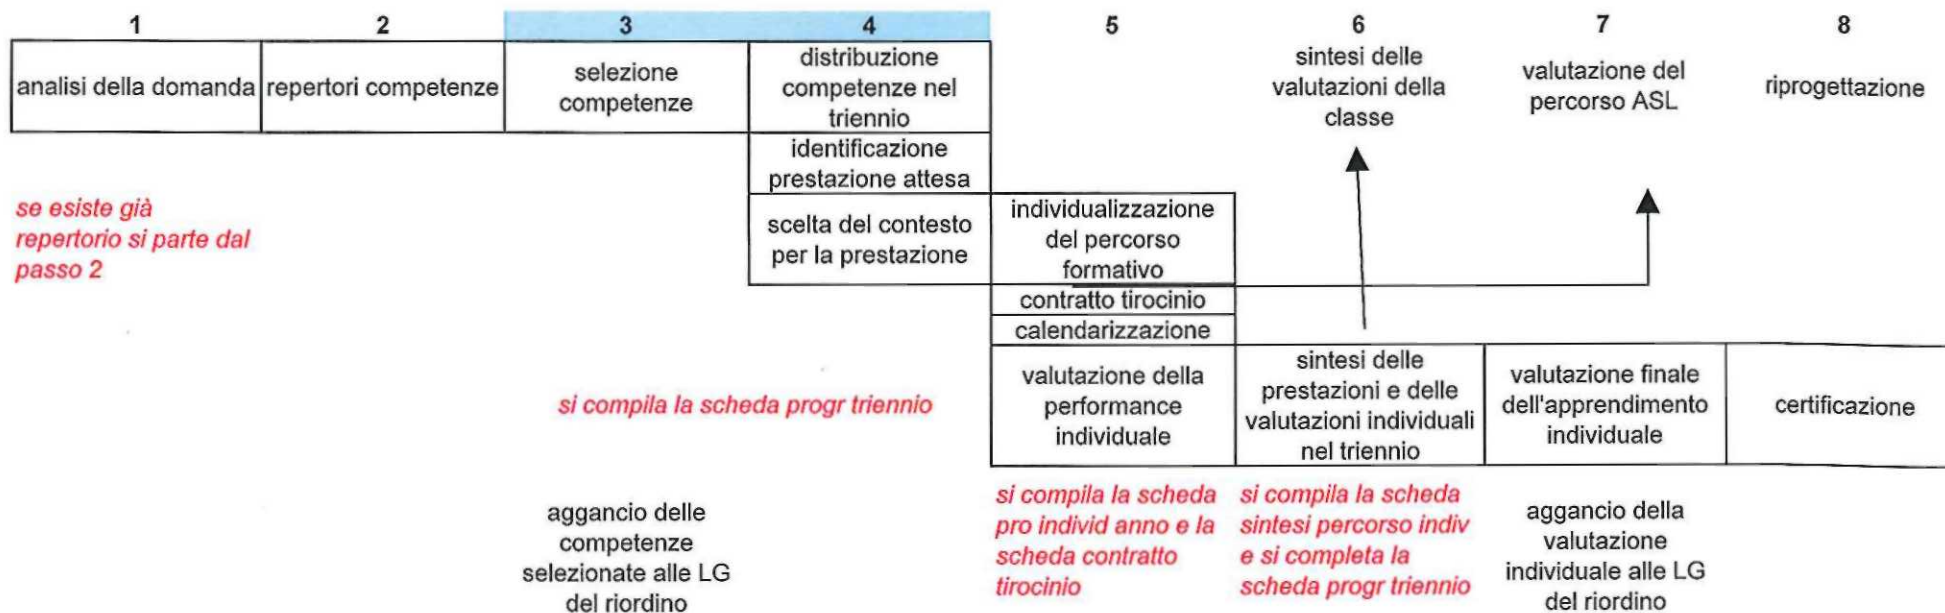 1 2 3 4 5 6 7 8
analisi della domanda
repertori competenze
selezione
competenze
distribuzione
competenze nel
triennio
sintesi delle
valutazioni della
classe
valutazione del
percorso ASL
riprogettazione
identificazione
prestazione attesa
se esiste già
repertorio si parte dal
passo 2
scelta del contesto
per la prestazione
individualizzazione
del percorso
formativo
contratto tirocinio
calendarizzazione
si compila la scheda progr triennio
valutazione della
performance
individuale
sintesi delle
prestazioni e delle
valutazioni individuali
nel triennio
valutazione finale
dell'apprendimento
individuale
certificazione
aggancio delle
competenze
selezionate alle LG
del riordino
si compila la scheda
pro individ anno e la
scheda contratto
tirocinio
si compila la scheda
sintesi percorso indiv
e si completa la
scheda progr triennio
aggancio della
valutazione
individuale alle LG
del riordino